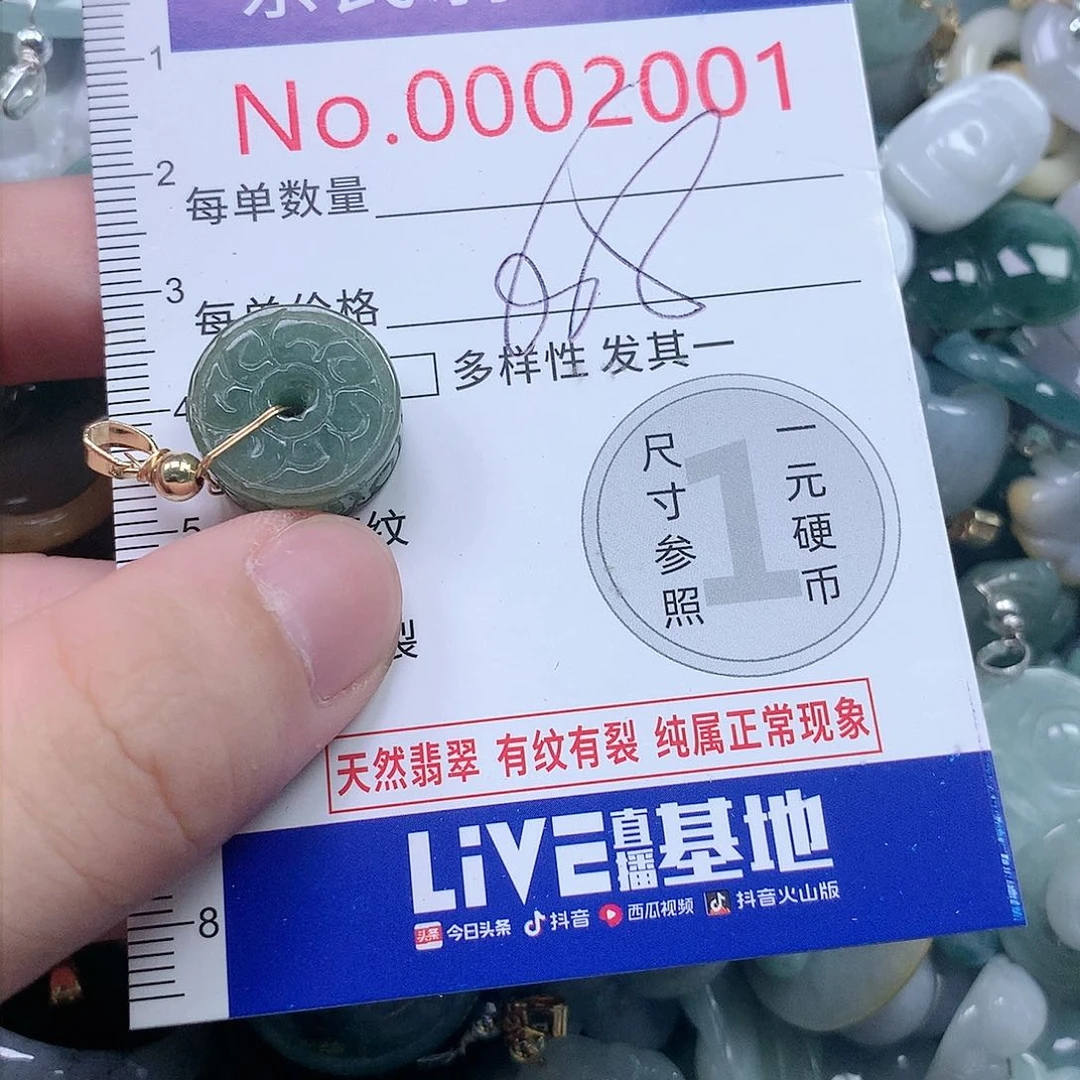 1
No.0002001
2
每单数量
3
每单价格
68
4
多样性 发其一
尺寸参照
1
一元硬币
5
纹
裂
天然翡翠 有纹有裂 纯属正常现象
LiVE直播基地
8
头条 今日头条 抖音 西瓜视频 抖音火山版